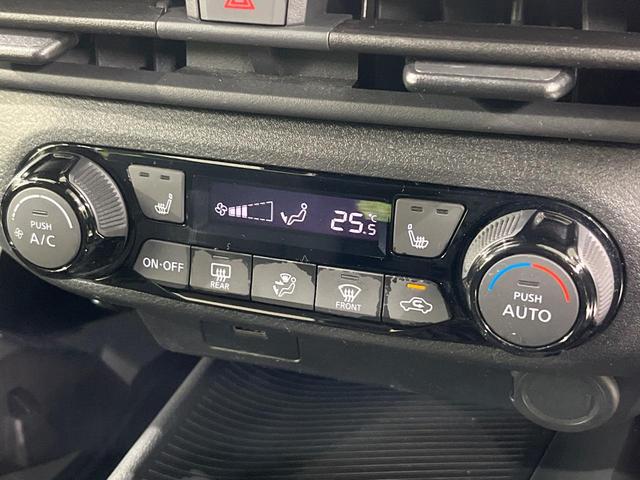 PUSH
A/C
25.5°C
ON·OFF
REAR
FRONT
PUSH
AUTO